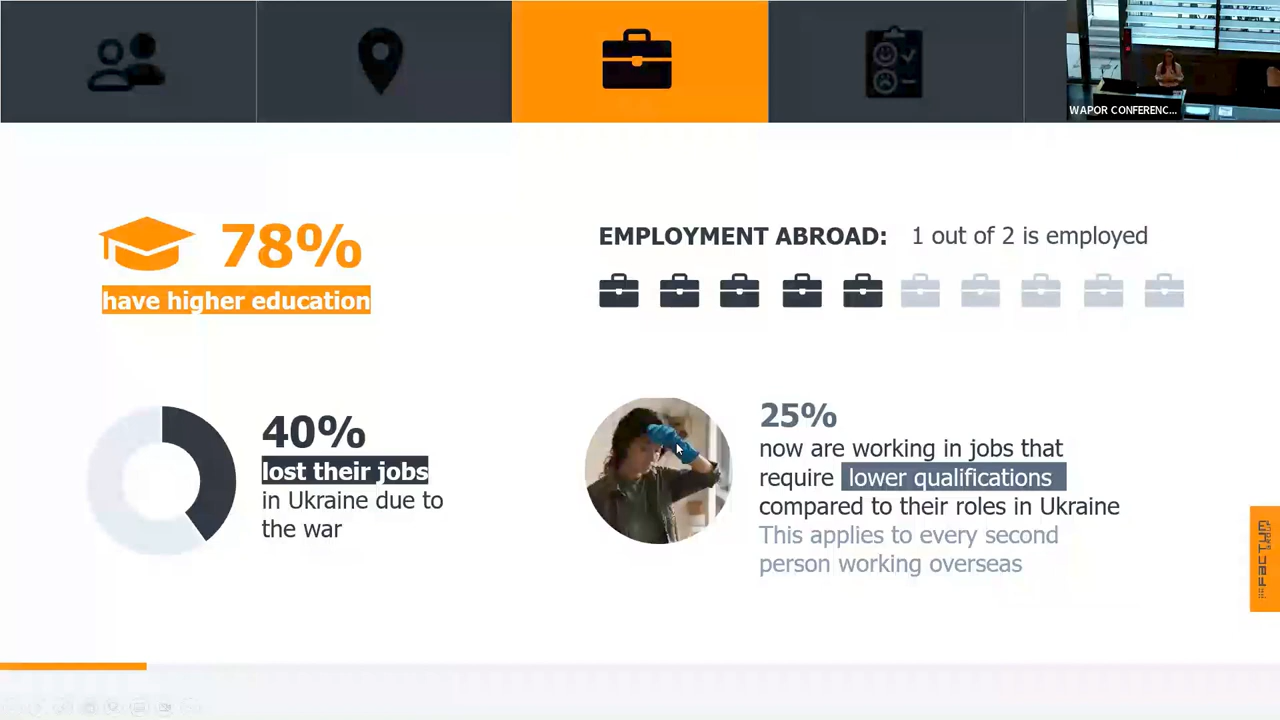 WAPOR CONFERENC...
78%
have higher education
EMPLOYMENT ABROAD: 1 out of 2 is employed
40%
lost their jobs
in Ukraine due to
the war
25%
now are working in jobs that
require lower qualifications
compared to their roles in Ukraine
This applies to every second
person working overseas
FACTUM
GROUP